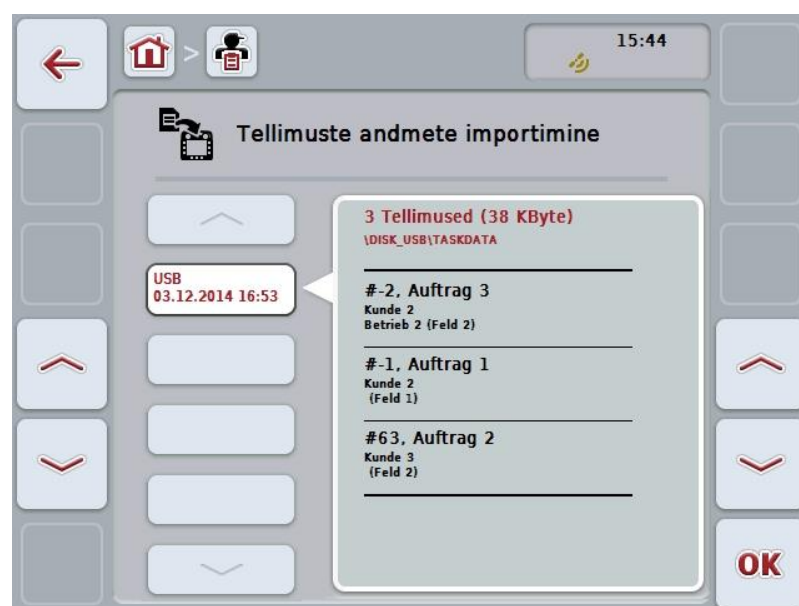 >
15:44
Tellimuste andmete importimine
USB
03.12.2014 16:53
3 Tellimused (38 KByte)
\DISK_USB\TASKDATA
#-2, Auftrag 3
Kunde 2
Betrieb 2 (Feld 2)
#-1, Auftrag 1
Kunde 2
(Feld 1)
#63, Auftrag 2
Kunde 3
(Feld 2)
OK